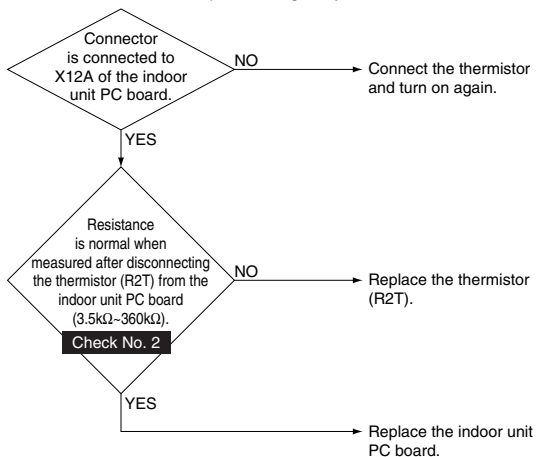 Connector
is connected to
X12A of the indoor
unit PC board.
NO
Connect the thermistor
and turn on again.
YES
Resistance
is normal when
measured after disconnecting
the thermistor (R2T) from the
indoor unit PC board
(3.5kΩ~360kΩ).
Check No. 2
NO
Replace the thermistor
(R2T).
YES
Replace the indoor unit
PC board.